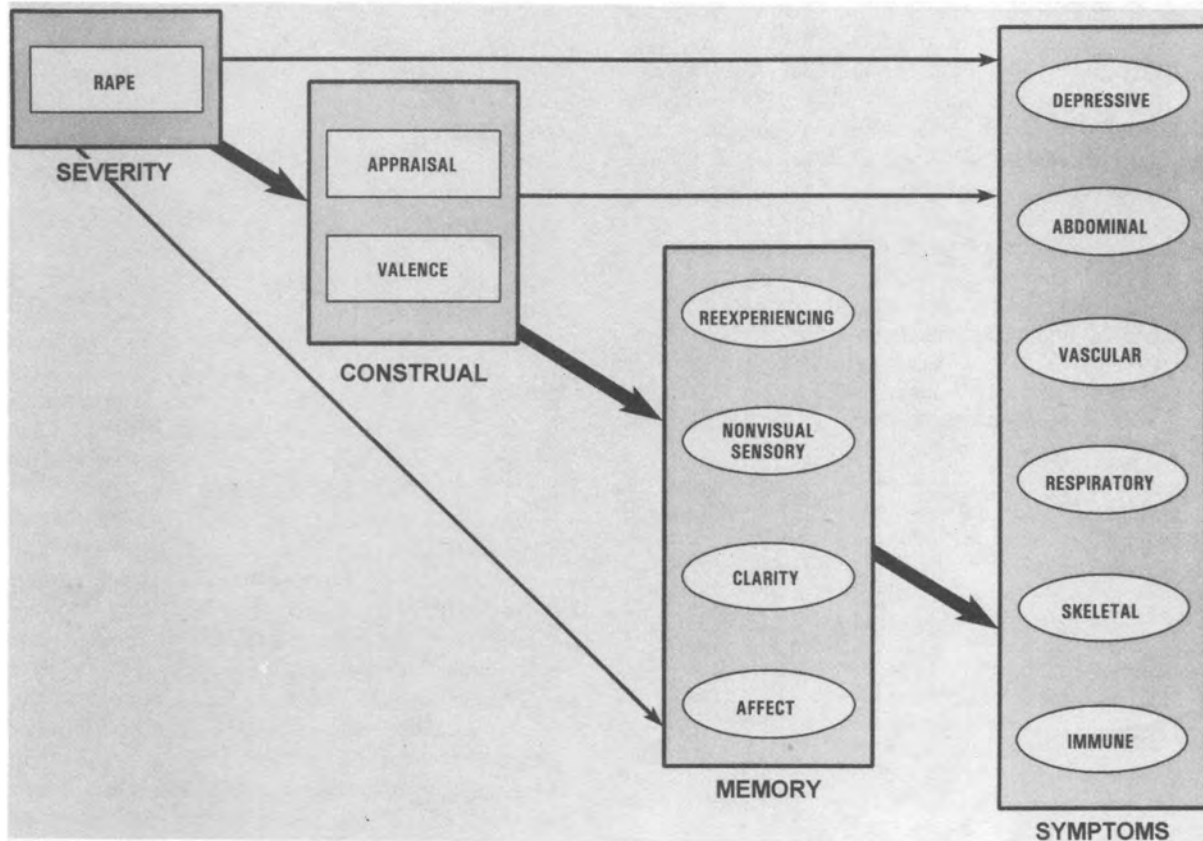 RAPE
SEVERITY
APPRAISAL
VALENCE
CONSTRUAL
REEXPERIENCING
NONVISUAL
SENSORY
CLARITY
AFFECT
MEMORY
DEPRESSIVE
ABDOMINAL
VASCULAR
RESPIRATORY
SKELETAL
IMMUNE
SYMPTOMS